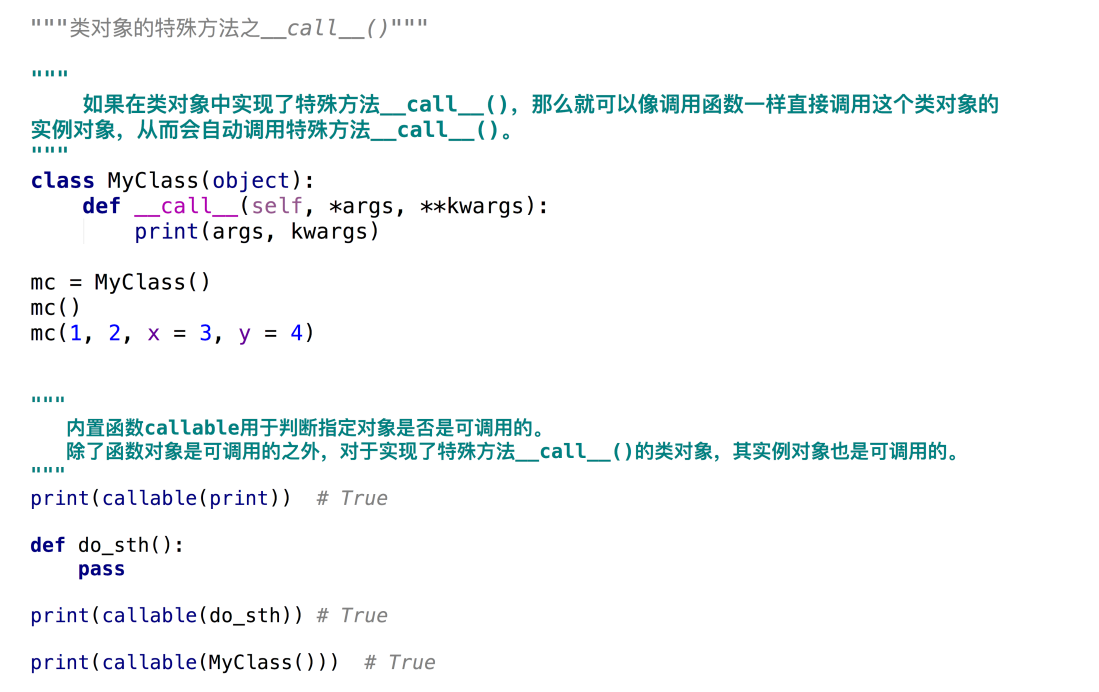 """类对象的特殊方法之__call__()"""
"""
    如果在类对象中实现了特殊方法__call__()，那么就可以像调用函数一样直接调用这个类对象的
实例对象，从而会自动调用特殊方法__call__()。
"""
class MyClass(object):
    def __call__(self, *args, **kwargs):
        print(args, kwargs)
mc = MyClass()
mc()
mc(1, 2, x = 3, y = 4)
"""
    内置函数callable用于判断指定对象是否是可调用的。
    除了函数对象是可调用的之外，对于实现了特殊方法__call__()的类对象，其实例对象也是可调用的。
"""
print(callable(print))  # True
def do_sth():
    pass
print(callable(do_sth)) # True
print(callable(MyClass()))  # True